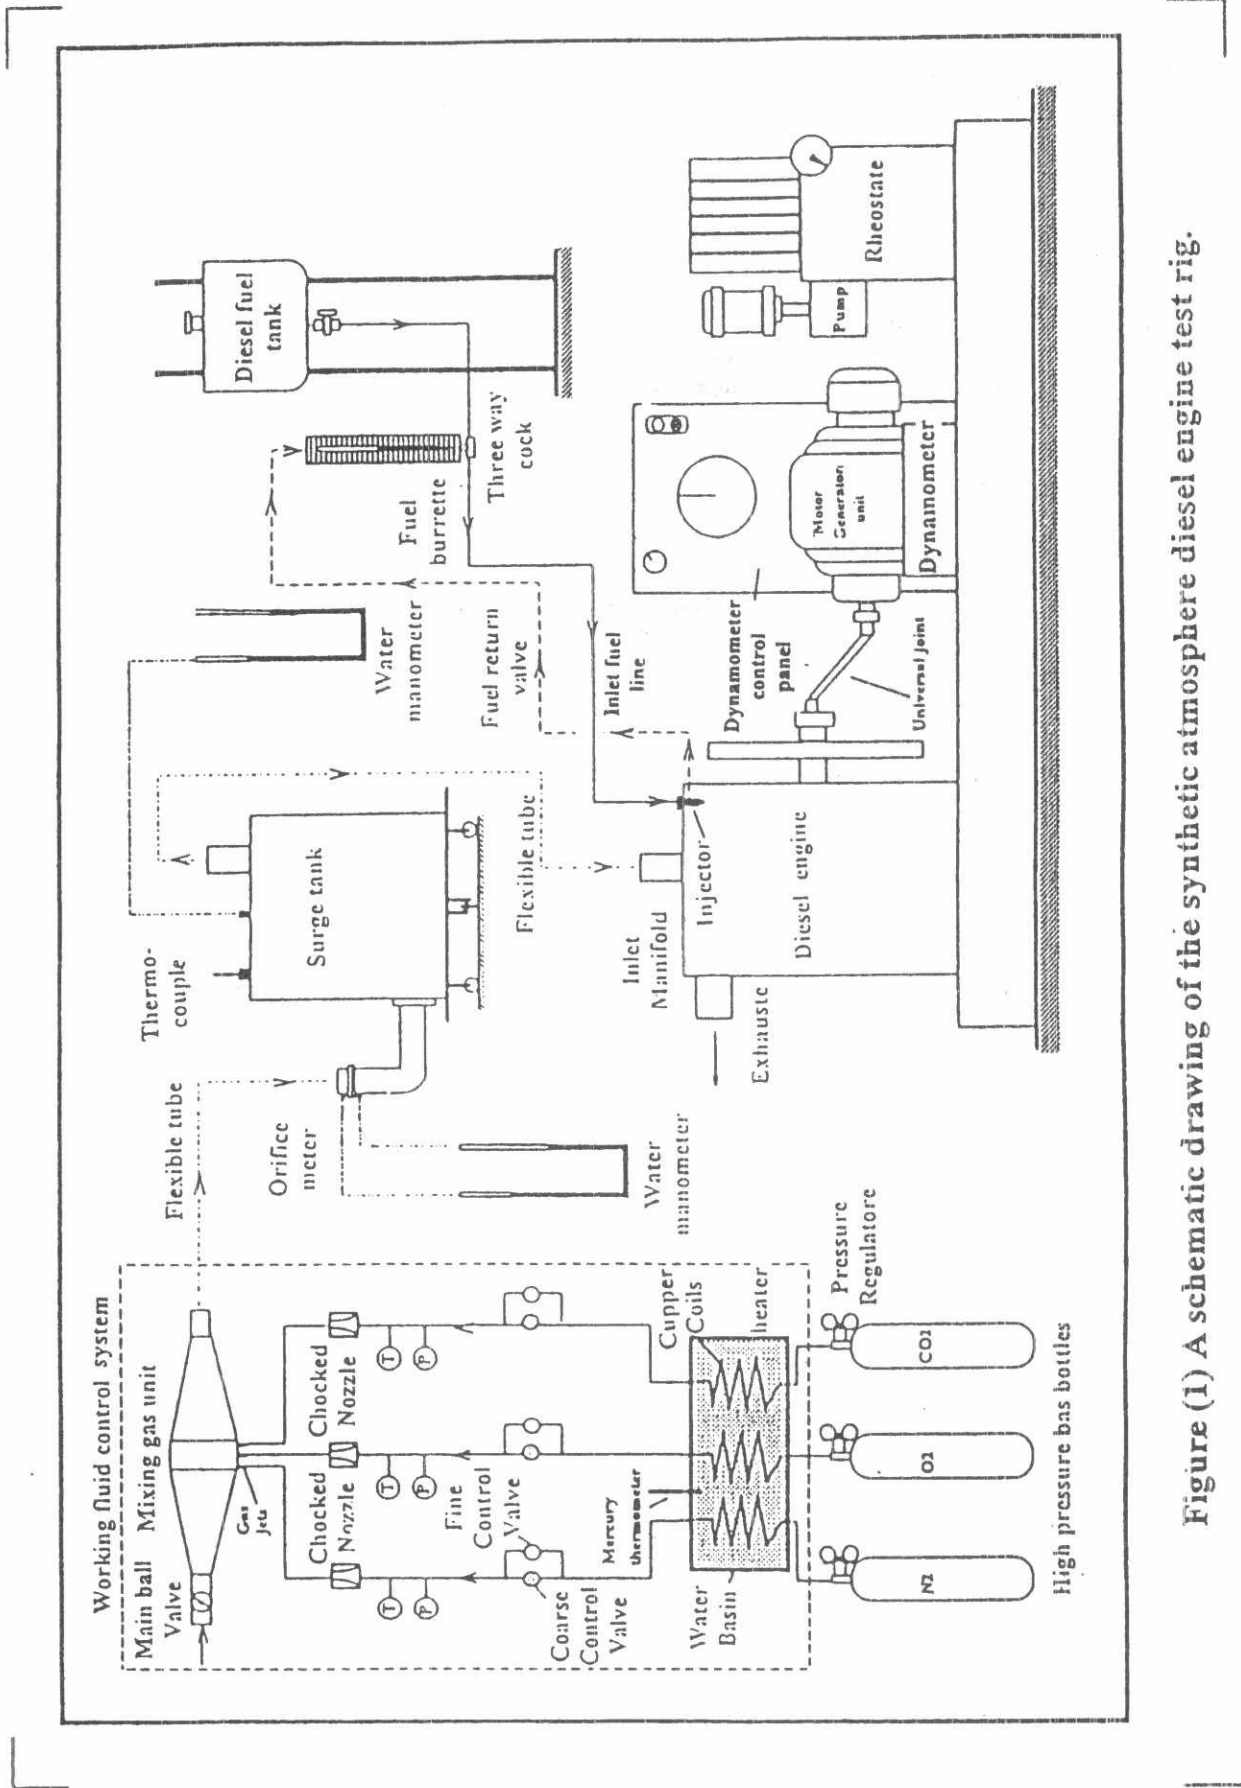 Working fluid control system
Main ball
Valve
Mixing gas unit
Gas
Jets
Chocked
Nozzle
Chocked
Nozzle
T
P
T
P
T
P
Fine
Control
Valve
Coarse
Control
Valve
Mercury
thermometer
Cupper
Coils
heater
Water
Basin
Pressure
Regulatore
N2
O2
CO2
High pressure bas bottles
Flexible tube
Orifice
meter
Water
manometer
Thermo-
couple
Surge tank
Flexible tube
Water
manometer
Fuel return
valve
Fuel
burrette
Three way
cock
Diesel fuel
tank
Inlet fuel
line
Inlet
Manifold
Injector
Exhauste
Diesel engine
Dynamometer
control
panel
Universal joint
Motor
Generator
unit
Dynamometer
Pump
Rheostate
Figure (1) A schematic drawing of the synthetic atmosphere diesel engine test rig.